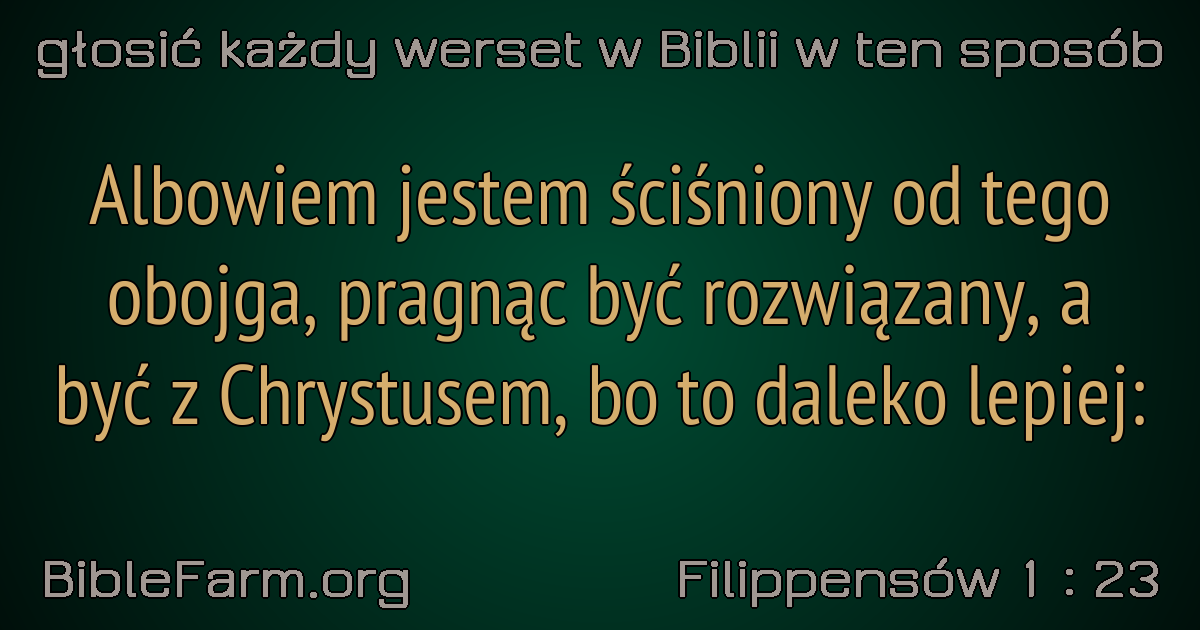 głosić każdy werset w Biblii w ten sposób
Albowiem jestem ściśniony od tego
obojga, pragnąc być rozwiązany, a
być z Chrystusem, bo to daleko lepiej:
BibleFarm.org
Filippensów 1 : 23